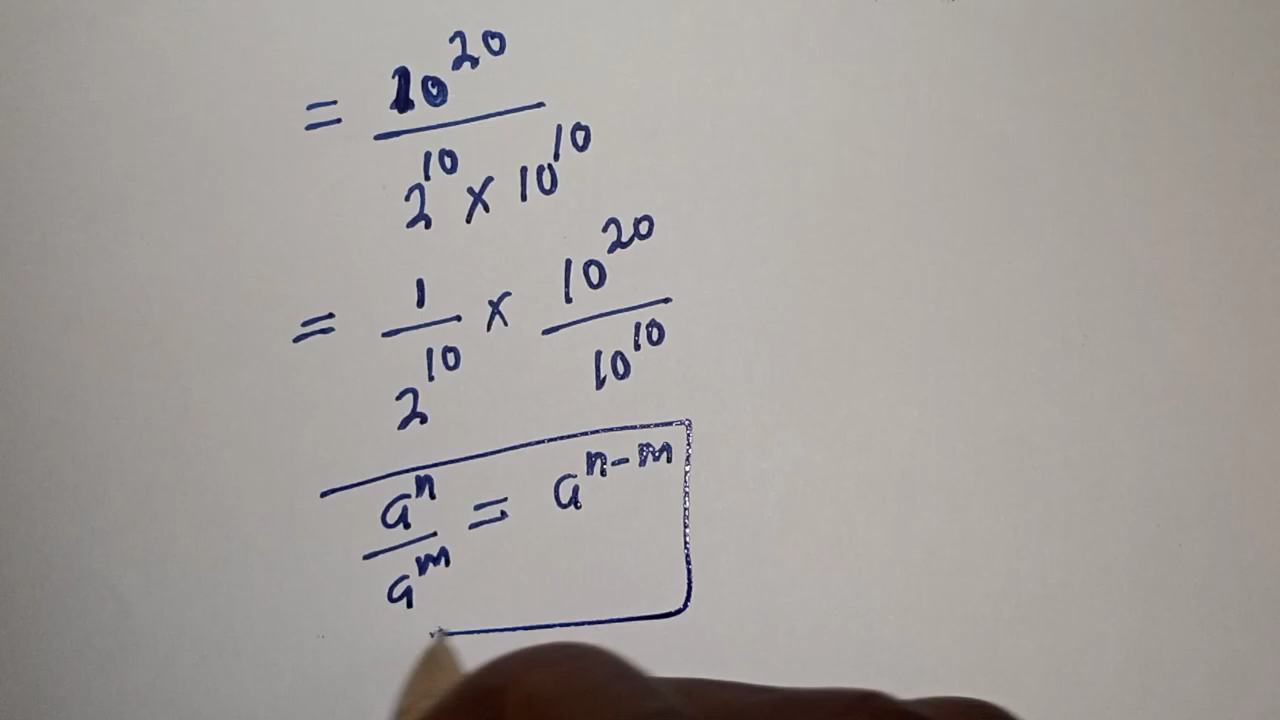 = 10^20 / 2^10 × 10^10
= 1 / 2^10 × 10^20 / 10^10
a^n / a^m = a^n-m